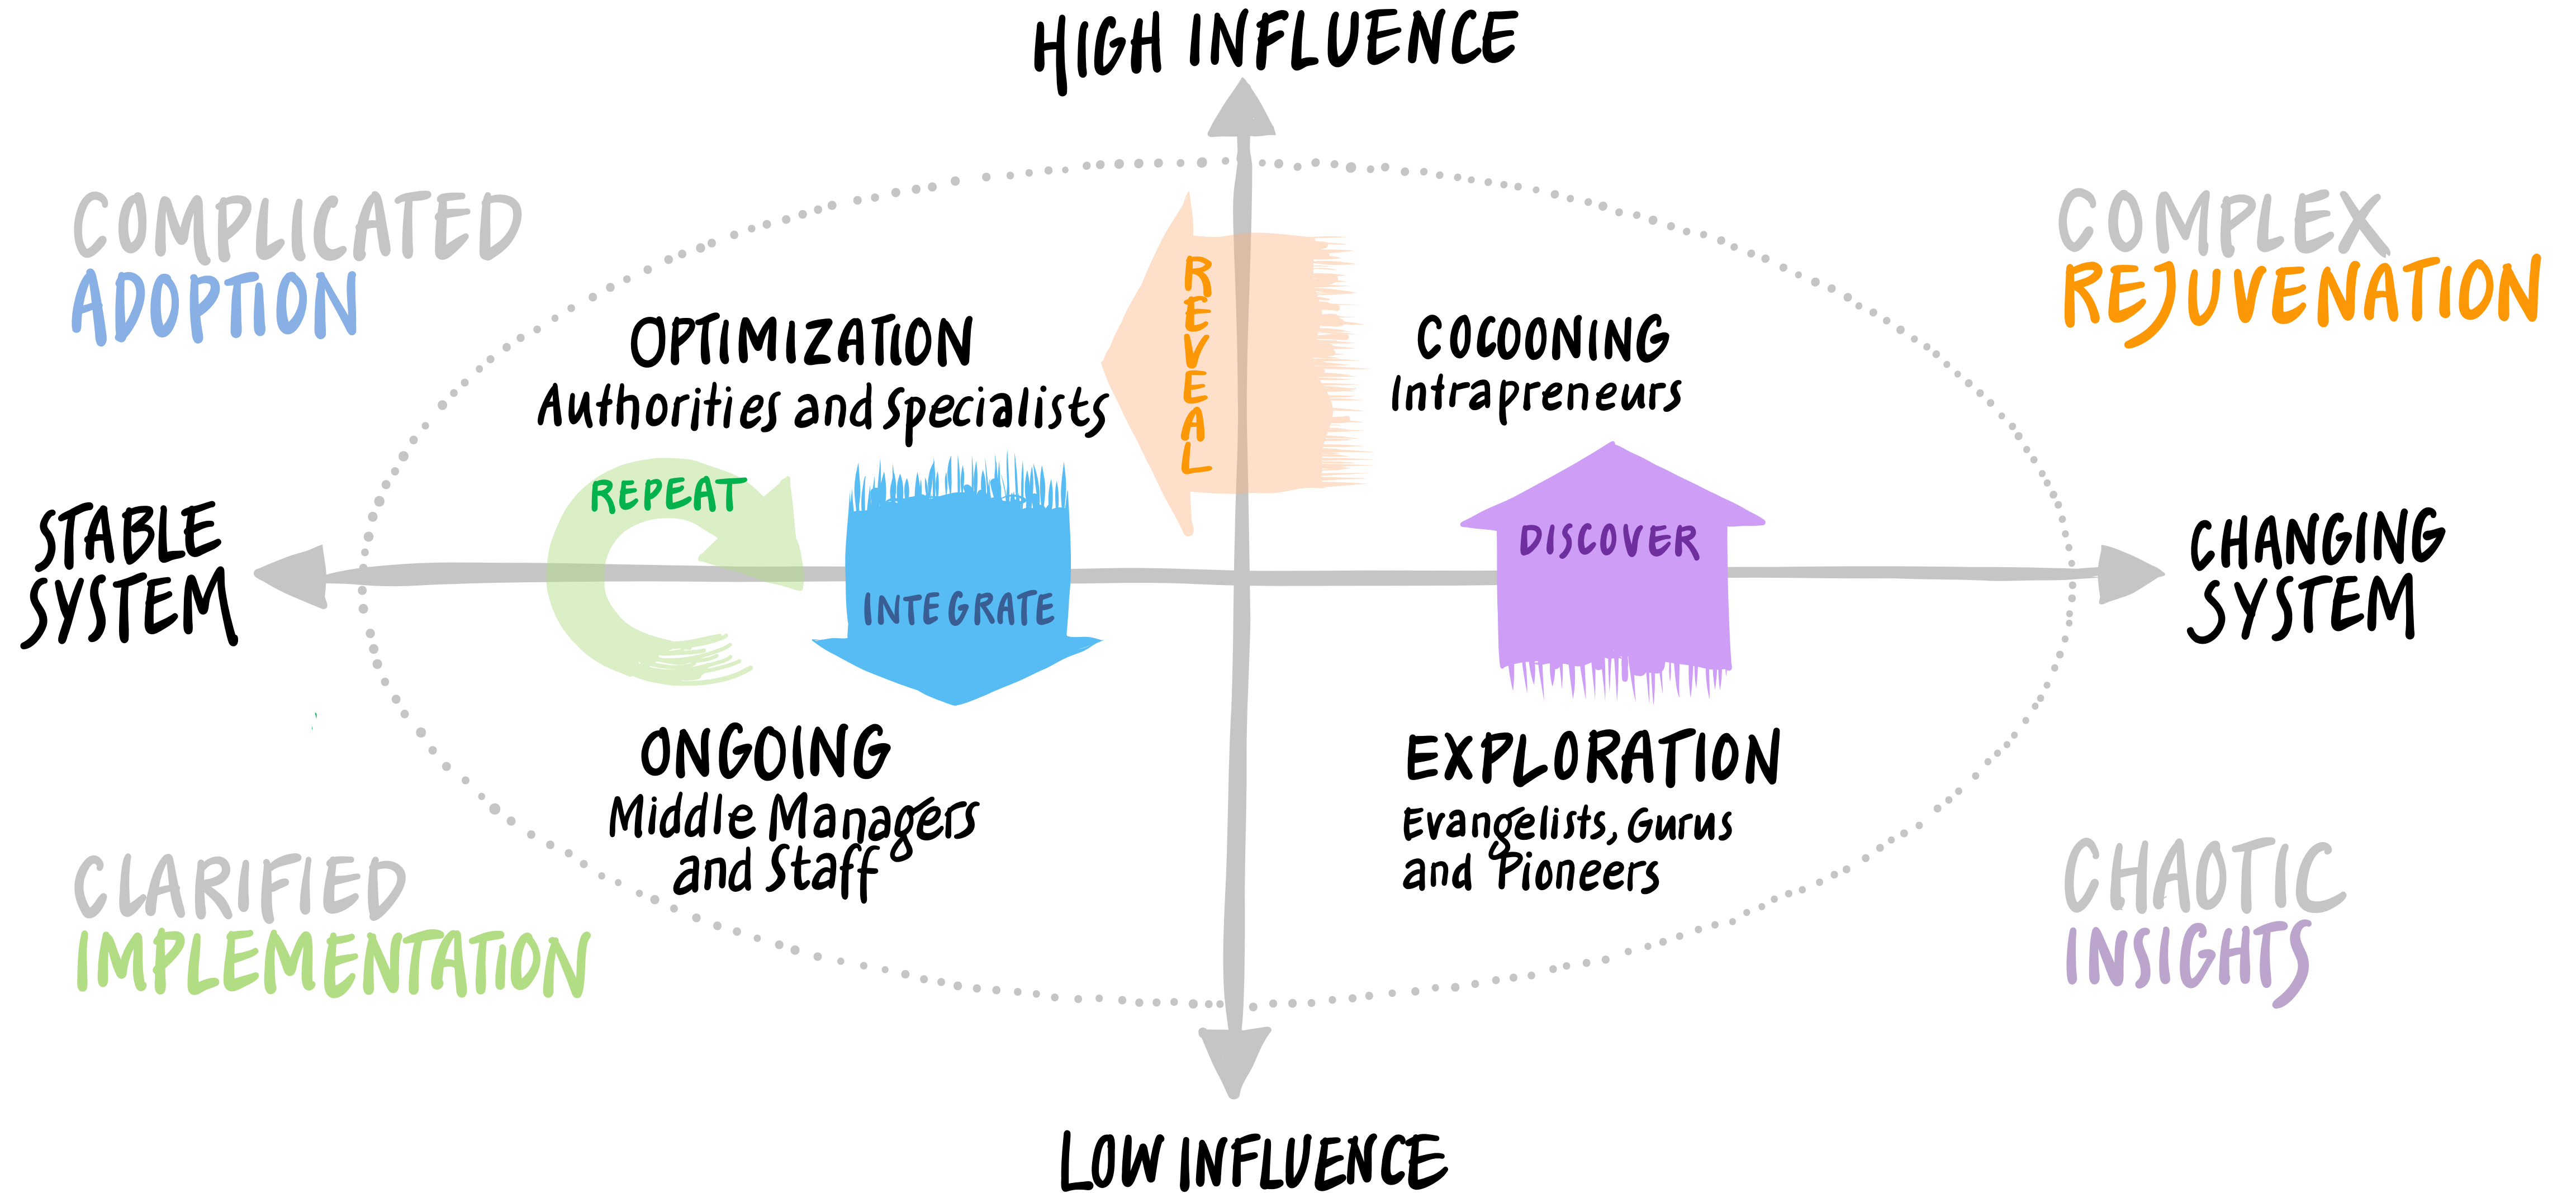 HIGH INFLUENCE
COMPLICATED
ADOPTION
COMPLEX
REJUVENATION
REVEAL
OPTIMIZATION
Authorities and Specialists
COCOONING
Intrapreneurs
REPEAT
INTEGRATE
DISCOVER
STABLE
SYSTEM
CHANGING
SYSTEM
ONGOING
Middle Managers
and Staff
EXPLORATION
Evangelists, Gurus
and Pioneers
CLARIFIED
IMPLEMENTATION
CHAOTIC
INSIGHTS
LOW INFLUENCE